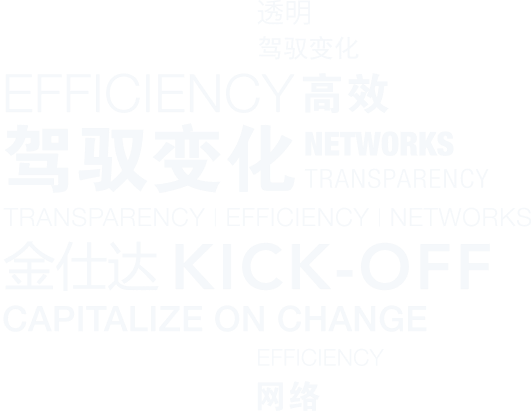 透明
驾驭变化
EFFICIENCY 高效
驾驭变化 NETWORKS
TRANSPARENCY
TRANSPARENCY | EFFICIENCY | NETWORKS
金仕达 KICK-OFF
CAPITALIZE ON CHANGE
EFFICIENCY
网络